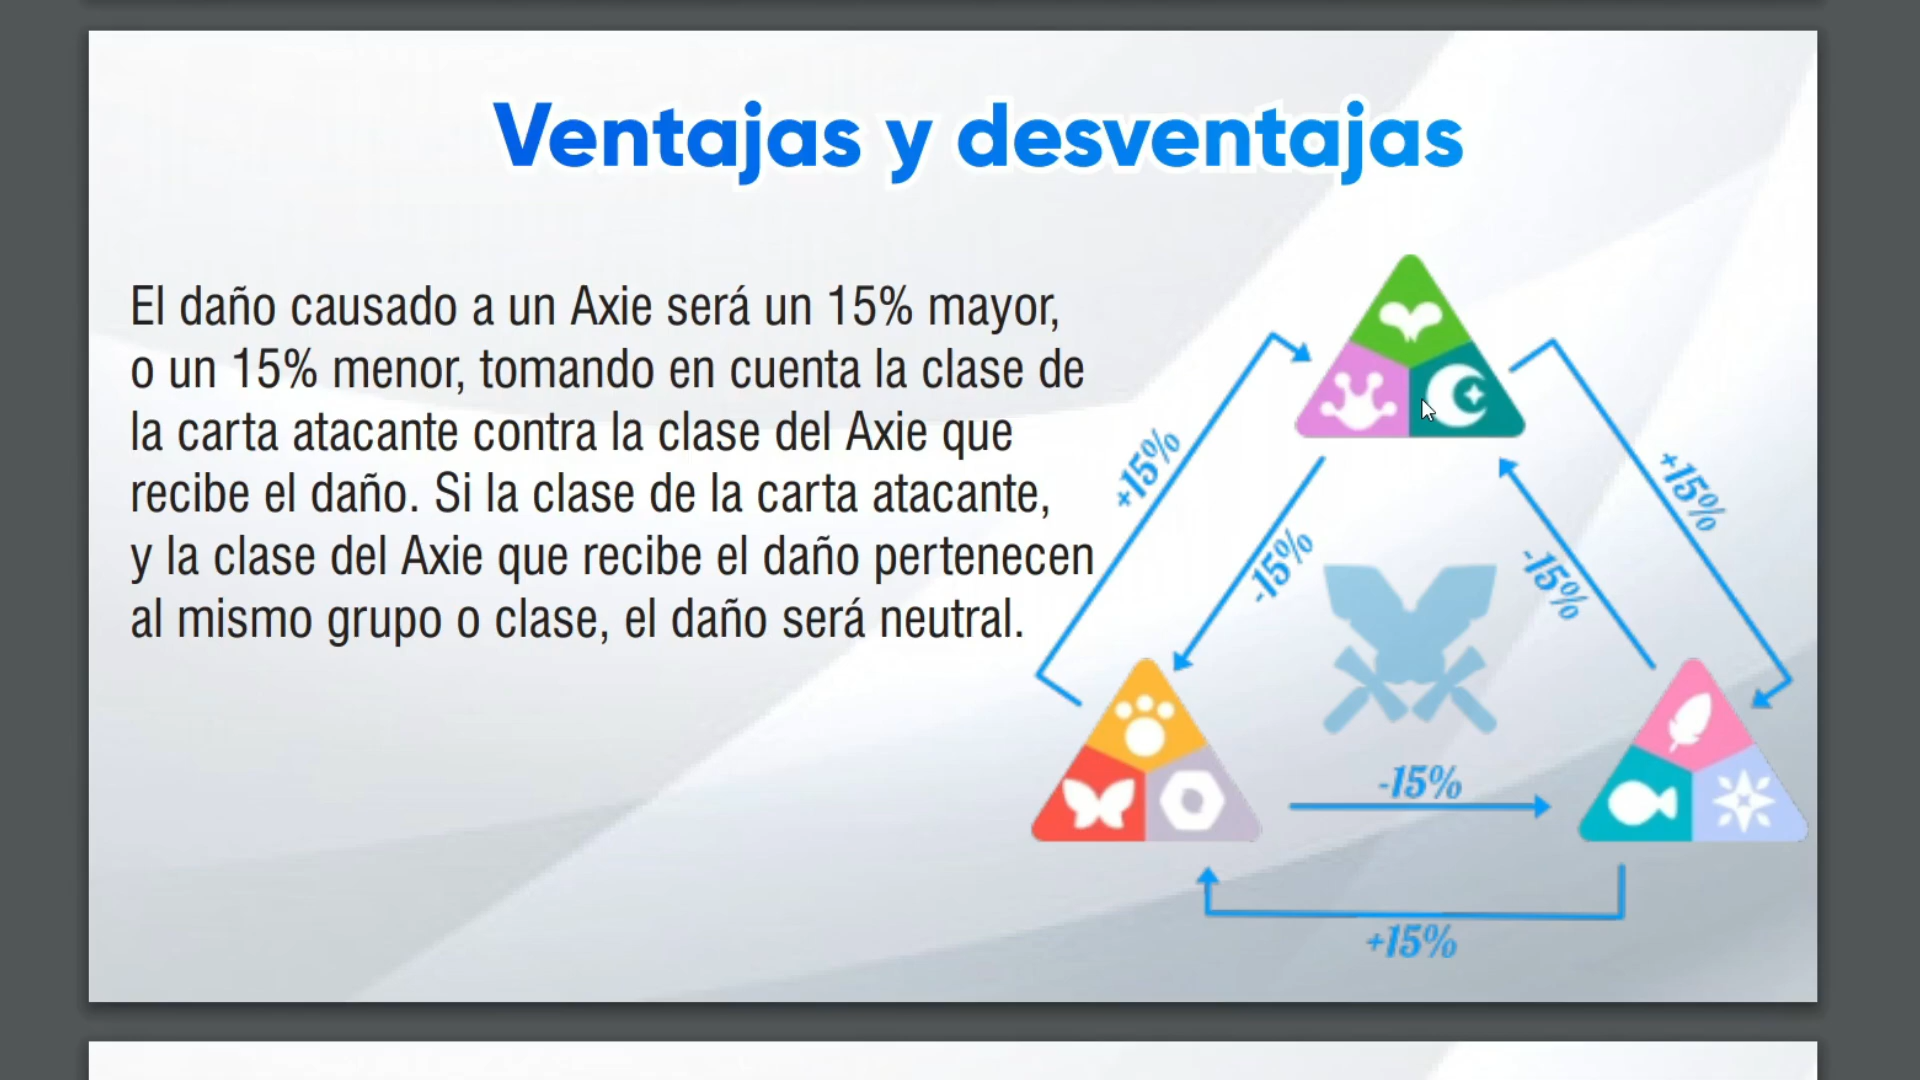 Ventajas y desventajas
El daño causado a un Axie será un 15% mayor,
o un 15% menor, tomando en cuenta la clase de
la carta atacante contra la clase del Axie que
recibe el daño. Si la clase de la carta atacante,
y la clase del Axie que recibe el daño pertenecen
al mismo grupo o clase, el daño será neutral.
+15%
-15%
-15%
+15%
-15%
+15%